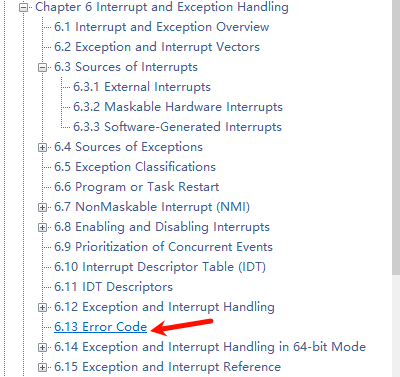 Chapter 6 Interrupt and Exception Handling
6.1 Interrupt and Exception Overview
6.2 Exception and Interrupt Vectors
6.3 Sources of Interrupts
6.3.1 External Interrupts
6.3.2 Maskable Hardware Interrupts
6.3.3 Software-Generated Interrupts
6.4 Sources of Exceptions
6.5 Exception Classifications
6.6 Program or Task Restart
6.7 NonMaskable Interrupt (NMI)
6.8 Enabling and Disabling Interrupts
6.9 Prioritization of Concurrent Events
6.10 Interrupt Descriptor Table (IDT)
6.11 IDT Descriptors
6.12 Exception and Interrupt Handling
6.13 Error Code
6.14 Exception and Interrupt Handling in 64-bit Mode
6.15 Exception and Interrupt Reference